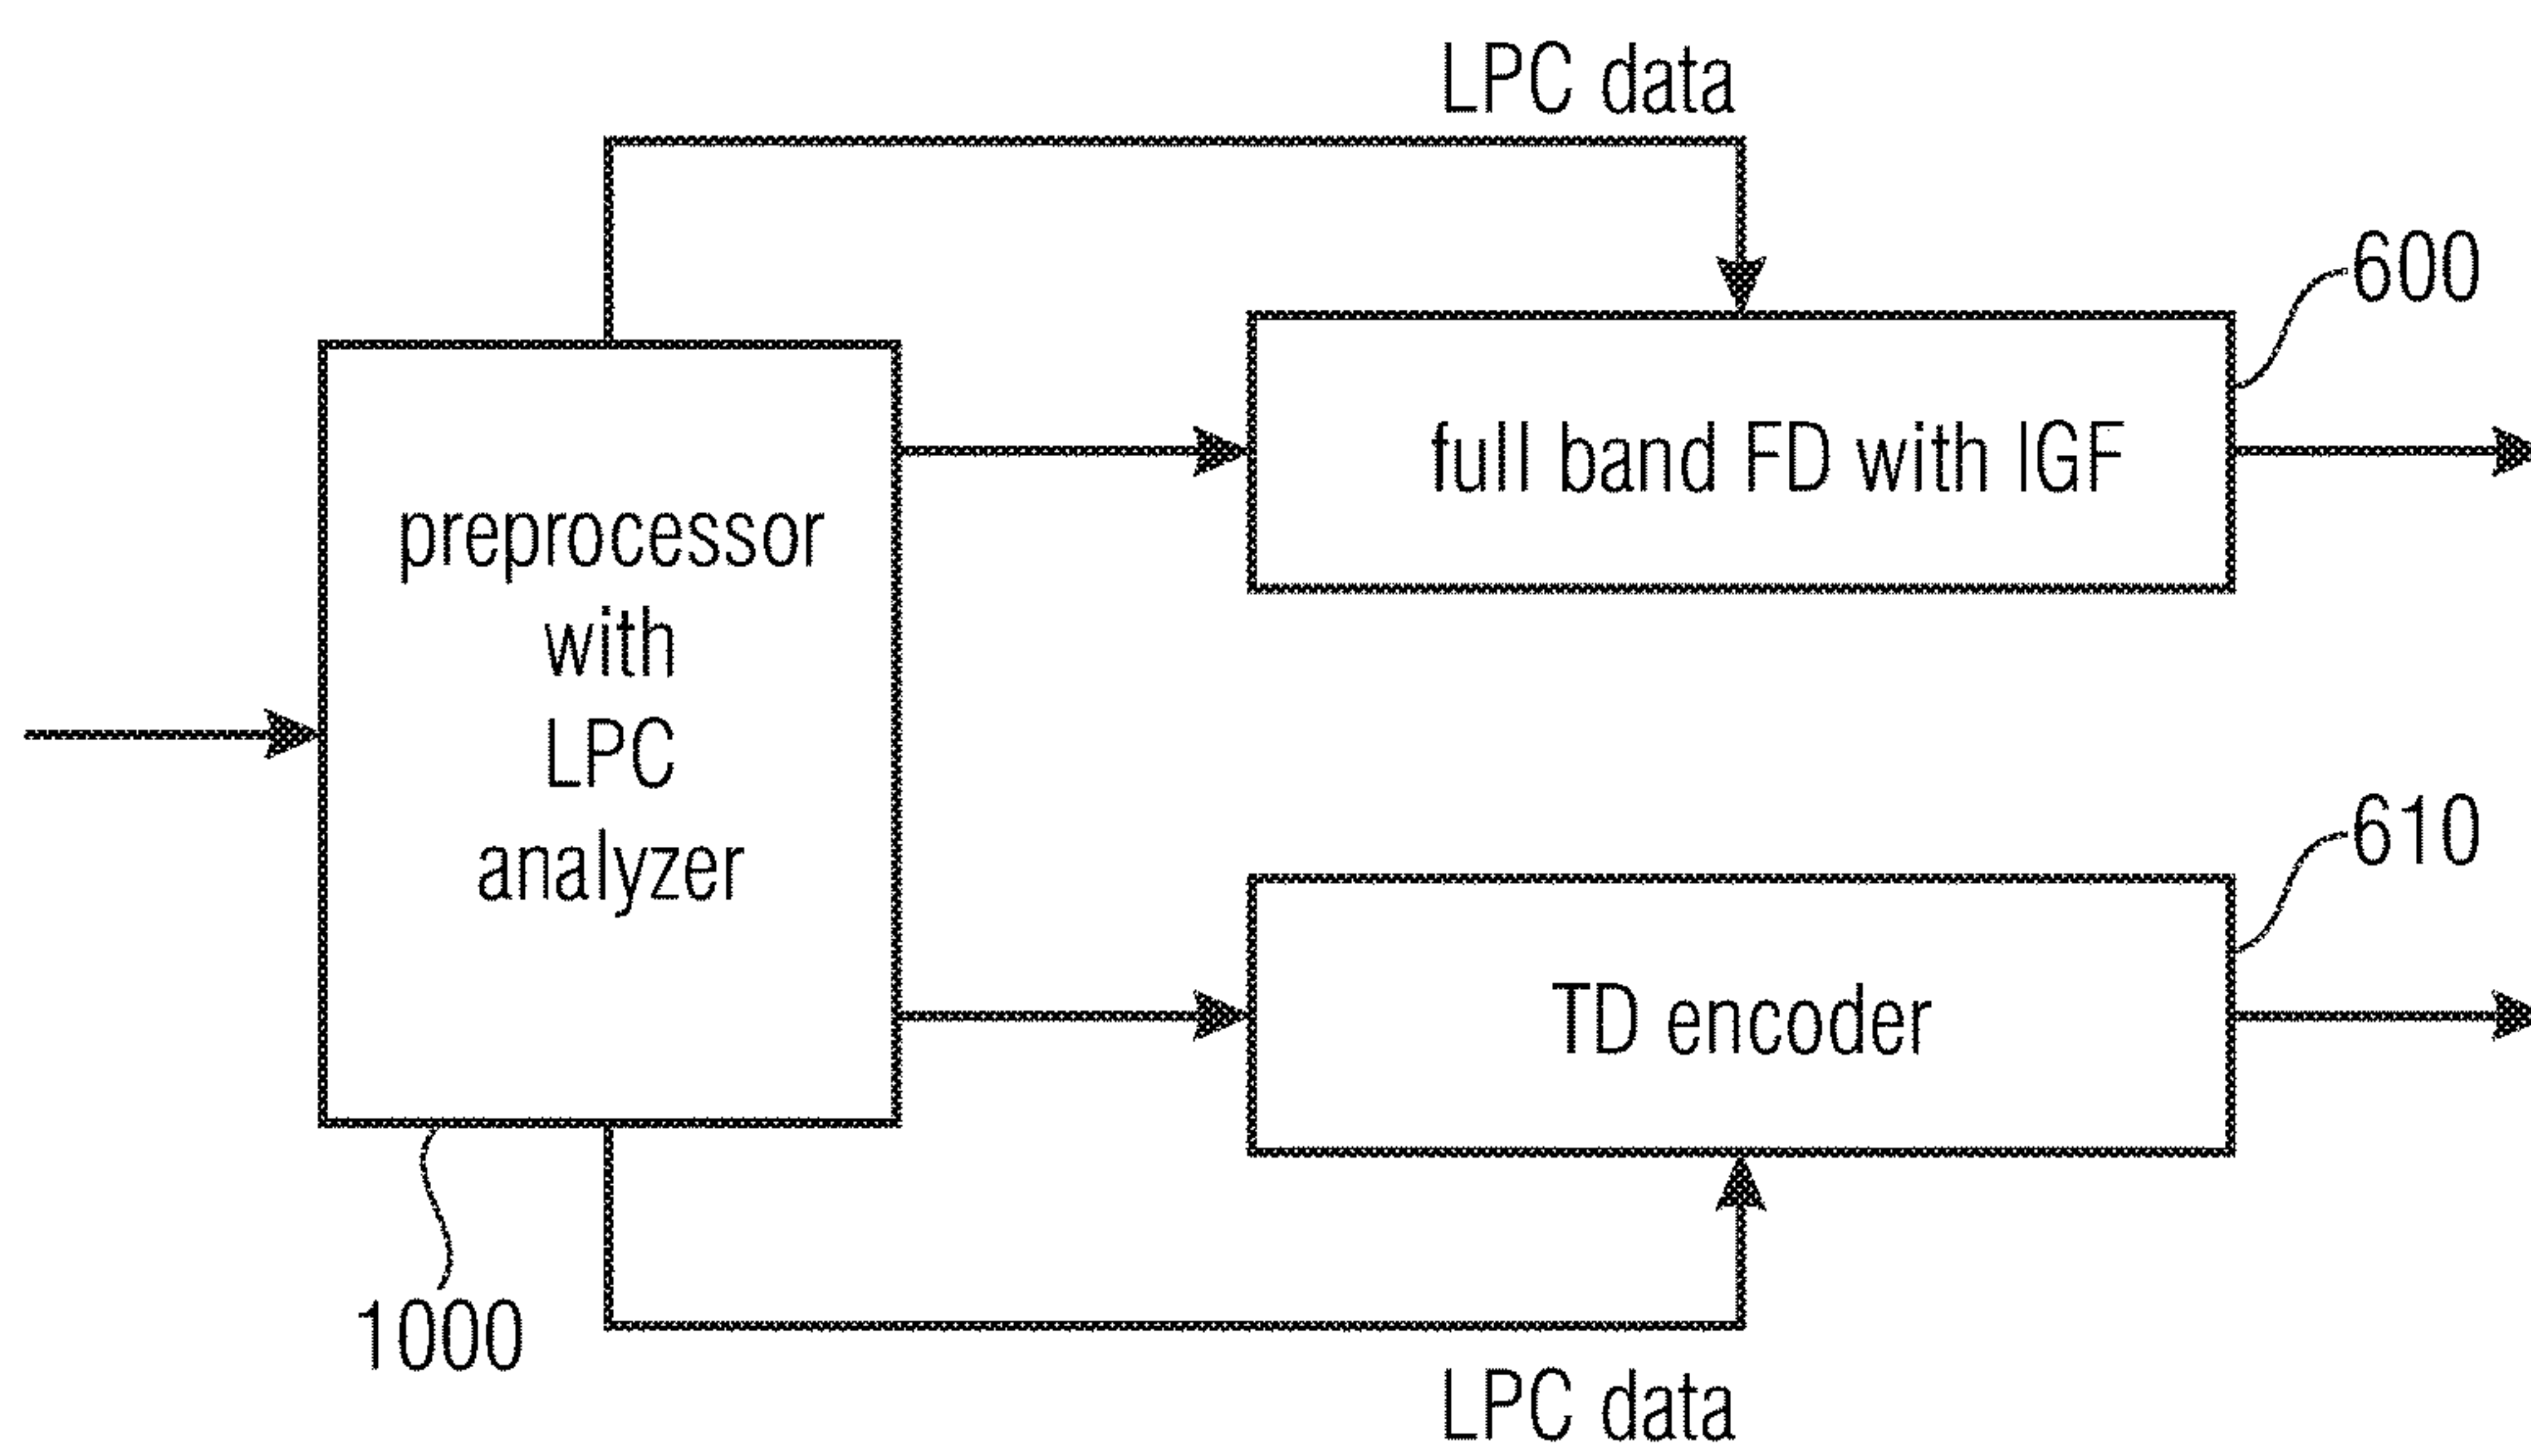 LPC data
600
full band FD with IGF
preprocessor
with
LPC
analyzer
610
TD encoder
1000
LPC data